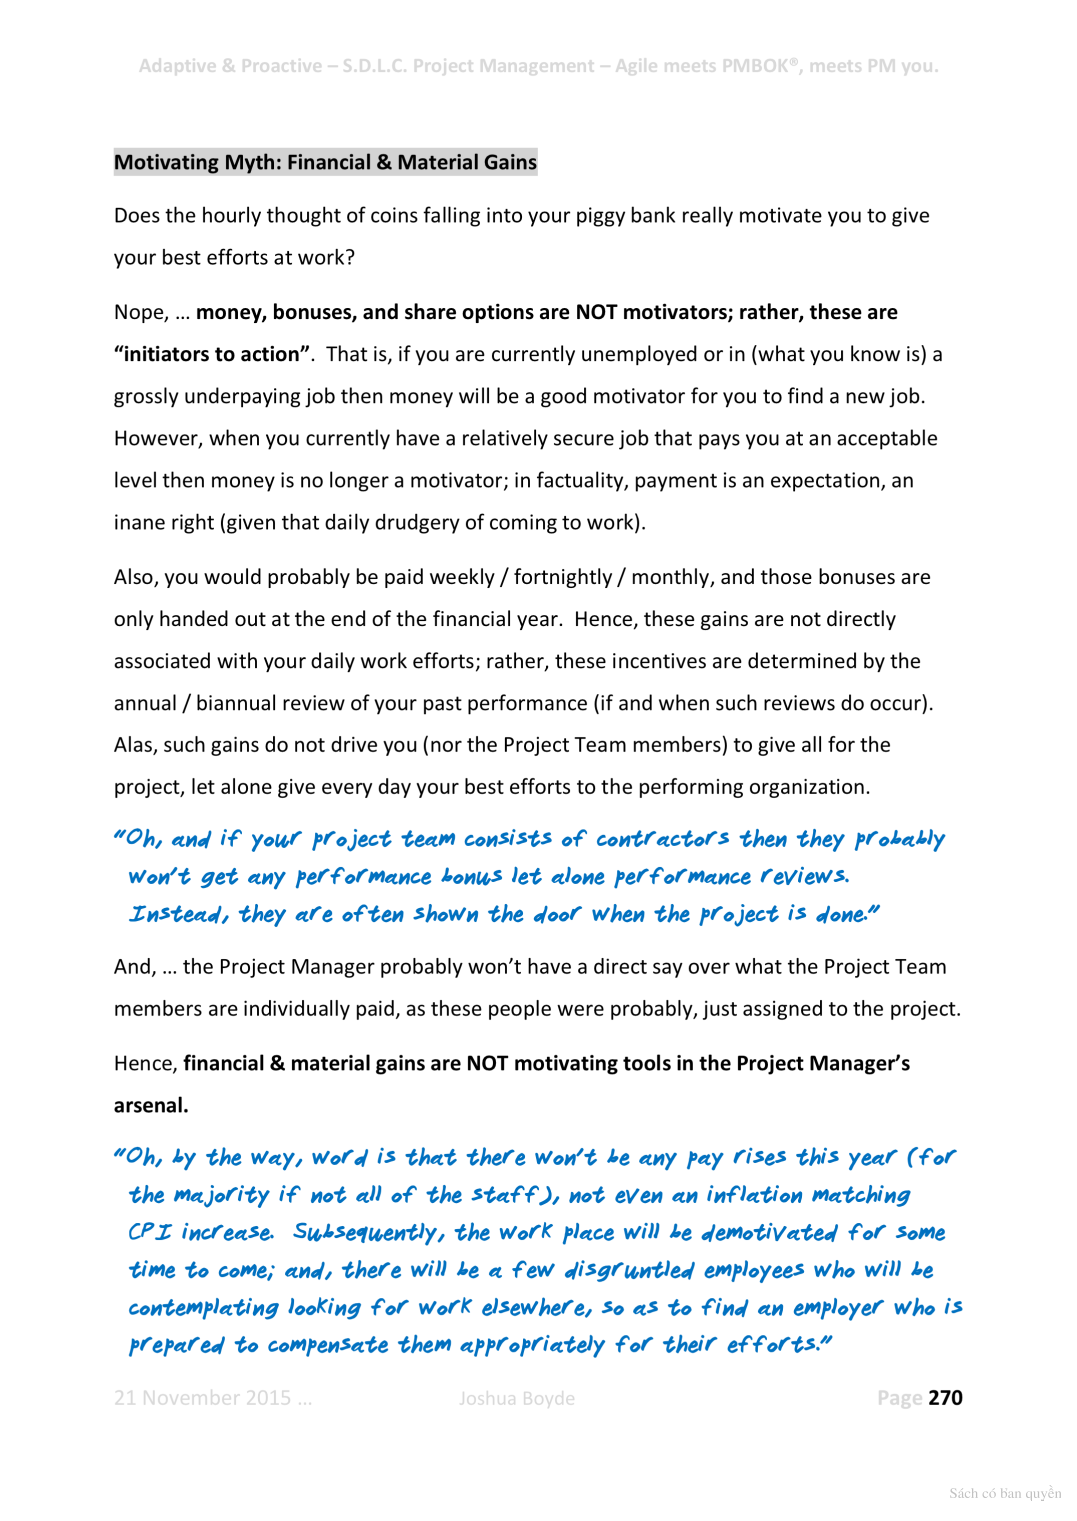 Adaptive & Proactive – S.D.L.C. Project Management – Agile meets PMBOK®, meets PM you.
Motivating Myth: Financial & Material Gains
Does the hourly thought of coins falling into your piggy bank really motivate you to give
your best efforts at work?
Nope, … money, bonuses, and share options are NOT motivators; rather, these are
“initiators to action”.  That is, if you are currently unemployed or in (what you know is) a
grossly underpaying job then money will be a good motivator for you to find a new job.
However, when you currently have a relatively secure job that pays you at an acceptable
level then money is no longer a motivator; in factuality, payment is an expectation, an
inane right (given that daily drudgery of coming to work).
Also, you would probably be paid weekly / fortnightly / monthly, and those bonuses are
only handed out at the end of the financial year.  Hence, these gains are not directly
associated with your daily work efforts; rather, these incentives are determined by the
annual / biannual review of your past performance (if and when such reviews do occur).
Alas, such gains do not drive you (nor the Project Team members) to give all for the
project, let alone give every day your best efforts to the performing organization.
“Oh, and if your project team consists of contractors then they probably
won’t get any performance bonus let alone performance reviews.
Instead, they are often shown the door when the project is done.”
And, … the Project Manager probably won’t have a direct say over what the Project Team
members are individually paid, as these people were probably, just assigned to the project.
Hence, financial & material gains are NOT motivating tools in the Project Manager’s
arsenal.
“Oh, by the way, word is that there won’t be any pay rises this year (for
the majority if not all of the staff), not even an inflation matching
CPI increase.  Subsequently, the work place will be demotivated for some
time to come; and, there will be a few disgruntled employees who will be
contemplating looking for work elsewhere, so as to find an employer who is
prepared to compensate them appropriately for their efforts.”
21 November 2015 … Joshua Boyde Page 270
Sách có bản quyền